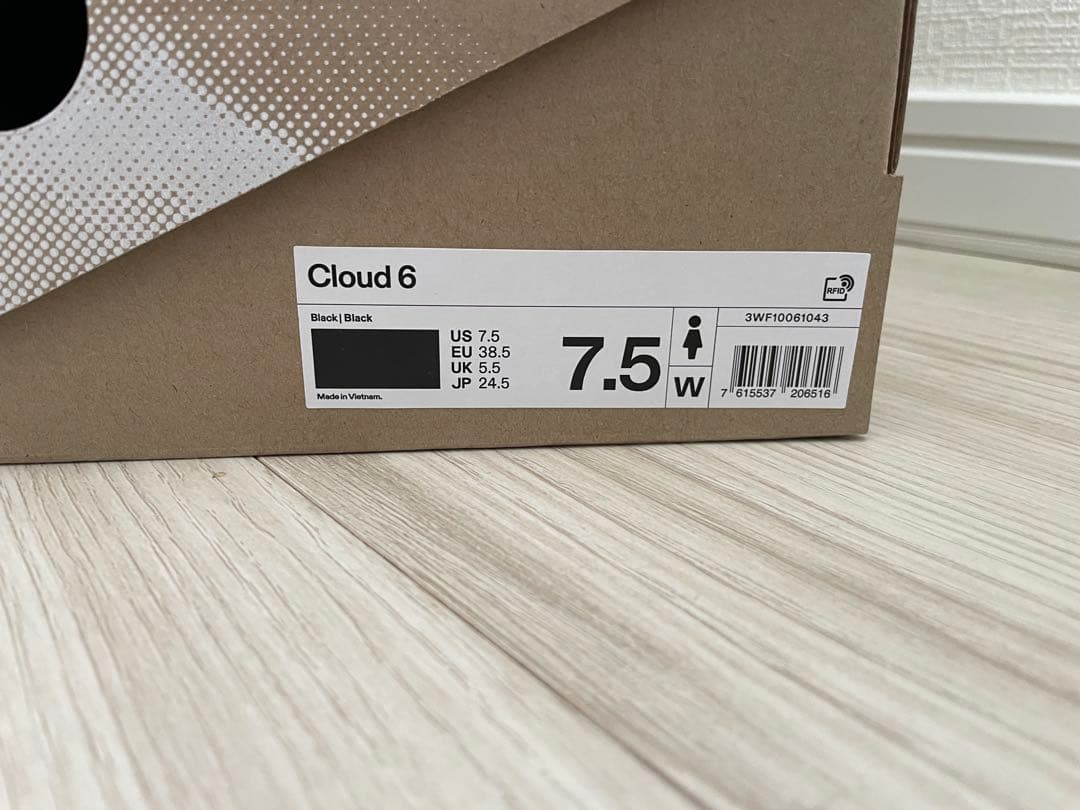 Cloud 6
RFID
Black | Black
US 7.5
EU 38.5
UK 5.5
JP 24.5
Made in Vietnam.
7.5
W
3WF10061043
7 615537 206516